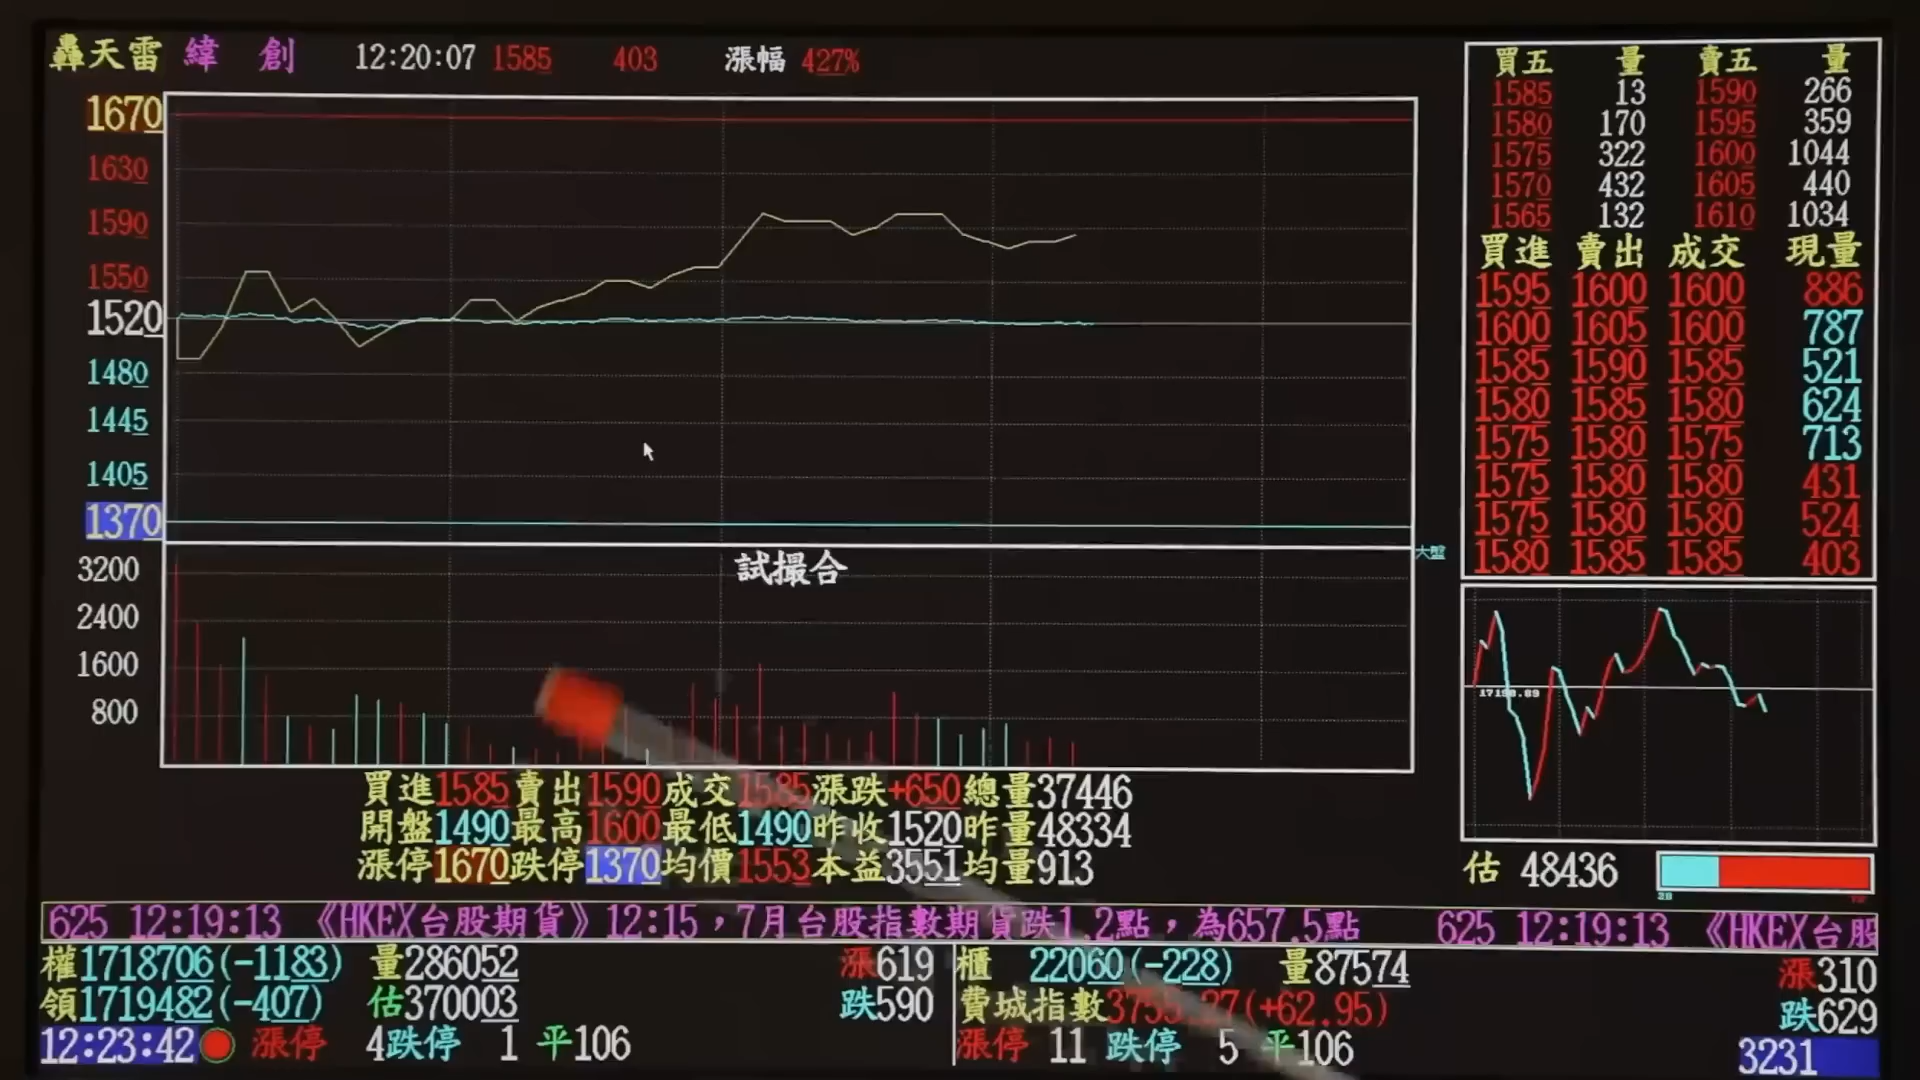 轟天雷 緯 創 12:20:07 1585 403 漲幅 427%
1670
1630
1590
1550
1520
1480
1445
1405
1370
大盤
試撮合
3200
2400
1600
800
買五 量 賣五 量
1585 13 1590 266
1580 170 1595 359
1575 322 1600 1044
1570 432 1605 440
1565 132 1610 1034
買進 賣出 成交 現量
1595 1600 1600 886
1600 1605 1600 787
1585 1590 1585 521
1580 1585 1580 624
1575 1580 1575 713
1575 1580 1580 431
1575 1580 1580 524
1580 1585 1585 403
估 48436
買進1585賣出1590成交1585漲跌+650總量37446
開盤1490最高1600最低1490昨收1520昨量48334
漲停1670跌停1370均價1553本益3551均量913
625 12:19:13 《HKEX台股期貨》12:15，7月台股指數期貨跌1.2點，為657.5點 625 12:19:13 《HKEX台股
權1718706(-1183) 量286052 漲619 櫃 22060(-228) 量87574 漲310
領1719482(-407) 估370003 跌590 費城指數 (+62.95) 跌629
12:23:42 漲停 4跌停 1 平106 漲停 11 跌停 5 平106 3231